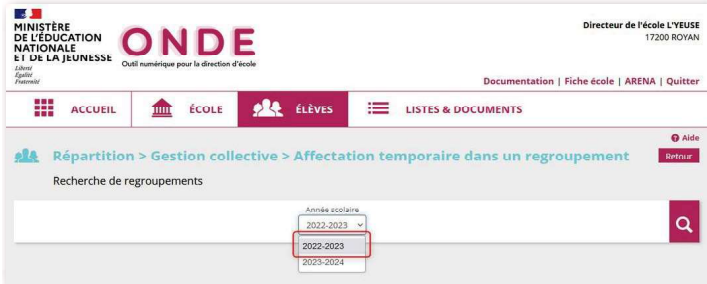 MINISTÈRE
DE L'ÉDUCATION
NATIONALE
ET DE LA JEUNESSE
Liberté
Égalité
Fraternité
ONDE
Outil numérique pour la direction d'école
Directeur de l'école L'YEUSE
17200 ROYAN
Documentation | Fiche école | ARENA | Quitter
ACCUEIL ÉCOLE ÉLÈVES LISTES & DOCUMENTS
Aide
Répartition > Gestion collective > Affectation temporaire dans un regroupement
Retour
Recherche de regroupements
Année scolaire
2022-2023
2022-2023
2023-2024